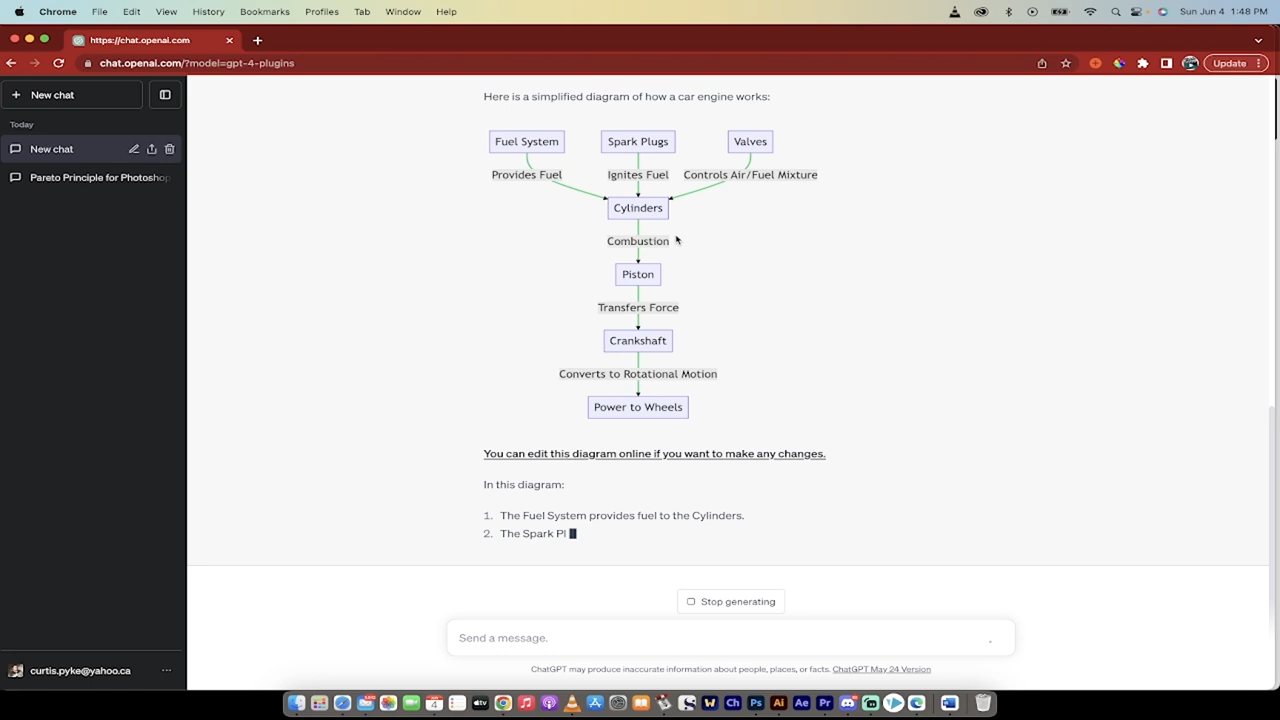 Chrome File Edit View History Bookmarks Profiles Tab Window Help Sun Jun 4 1:48 PM
https://chat.openai.com
chat.openai.com/?model=gpt-4-plugins Update
New chat
Today
New chat
Pareto Principle for Photoshop
Here is a simplified diagram of how a car engine works:
Fuel System Spark Plugs Valves
Provides Fuel Ignites Fuel Controls Air/Fuel Mixture
Cylinders
Combustion
Piston
Transfers Force
Crankshaft
Converts to Rotational Motion
Power to Wheels
You can edit this diagram online if you want to make any changes.
In this diagram:
1. The Fuel System provides fuel to the Cylinders.
2. The Spark Pl
Stop generating
Send a message.
ChatGPT may produce inaccurate information about people, places, or facts. ChatGPT May 24 Version
curtis.pyke@yahoo.ca
W Ch Ps Ai Ae Pr